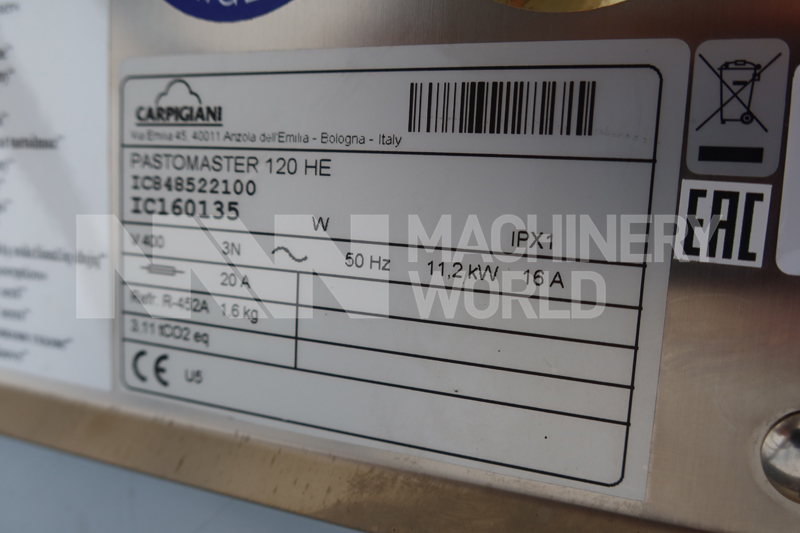 CARPIGIANI
Via Emilia 45, 40011 Anzola dell'Emilia - Bologna - Italy
PASTOMASTER 120 HE
IC848522100
IC160135
W IPX1
V 400 3N 50 Hz 11,2 kW 16 A
20 A
Refr. R-452A 1.6 kg
3.11 tCO2 eq
CE U5
EAC
MACHINERY
WORLD